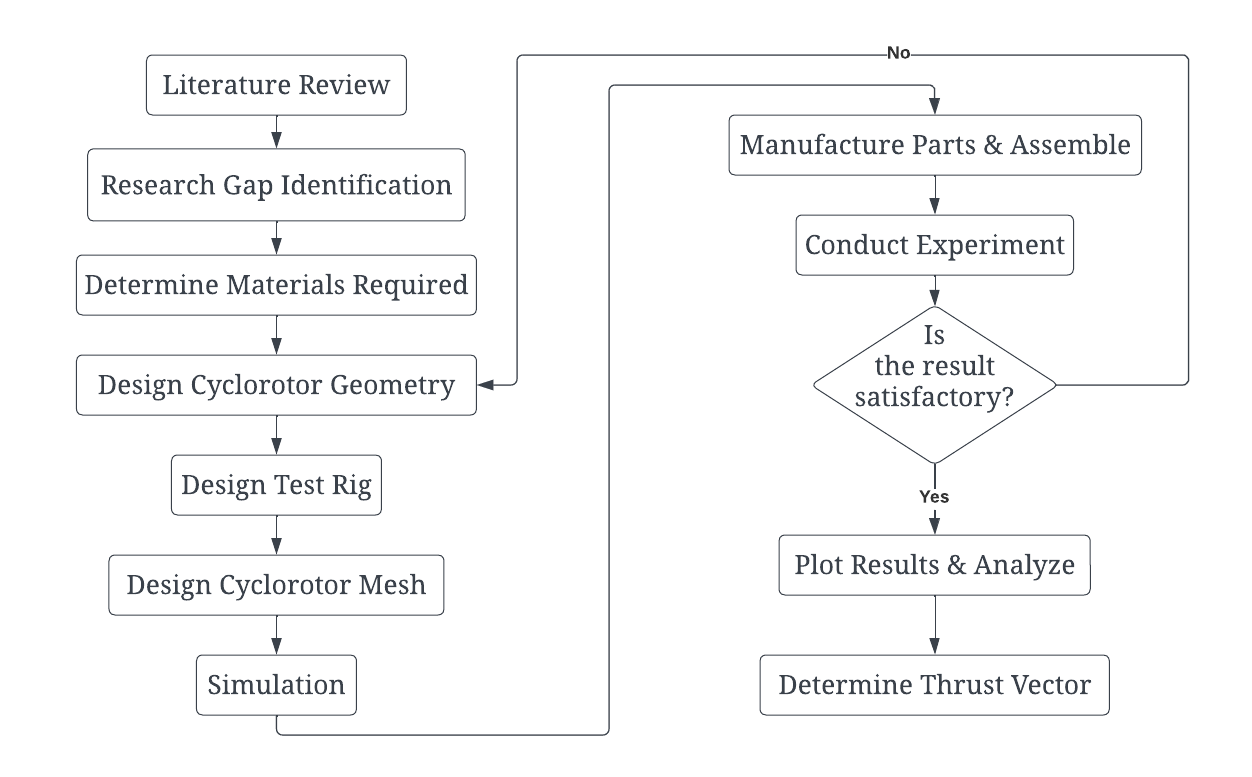 Literature Review
Research Gap Identification
Determine Materials Required
Design Cyclorotor Geometry
Design Test Rig
Design Cyclorotor Mesh
Simulation
No
Manufacture Parts & Assemble
Conduct Experiment
Is
the result
satisfactory?
Yes
Plot Results & Analyze
Determine Thrust Vector